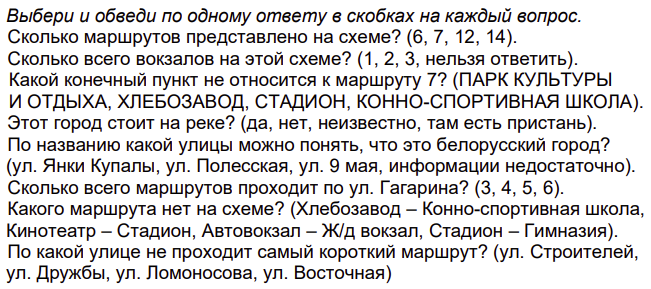 Выбери и обведи по одному ответу в скобках на каждый вопрос.
Сколько маршрутов представлено на схеме? (6, 7, 12, 14).
Сколько всего вокзалов на этой схеме? (1, 2, 3, нельзя ответить).
Какой конечный пункт не относится к маршруту 7? (ПАРК КУЛЬТУРЫ
И ОТДЫХА, ХЛЕБОЗАВОД, СТАДИОН, КОННО-СПОРТИВНАЯ ШКОЛА).
Этот город стоит на реке? (да, нет, неизвестно, там есть пристань).
По названию какой улицы можно понять, что это белорусский город?
(ул. Янки Купалы, ул. Полесская, ул. 9 мая, информации недостаточно).
Сколько всего маршрутов проходит по ул. Гагарина? (3, 4, 5, 6).
Какого маршрута нет на схеме? (Хлебозавод – Конно-спортивная школа,
Кинотеатр – Стадион, Автовокзал – Ж/д вокзал, Стадион – Гимназия).
По какой улице не проходит самый короткий маршрут? (ул. Строителей,
ул. Дружбы, ул. Ломоносова, ул. Восточная)